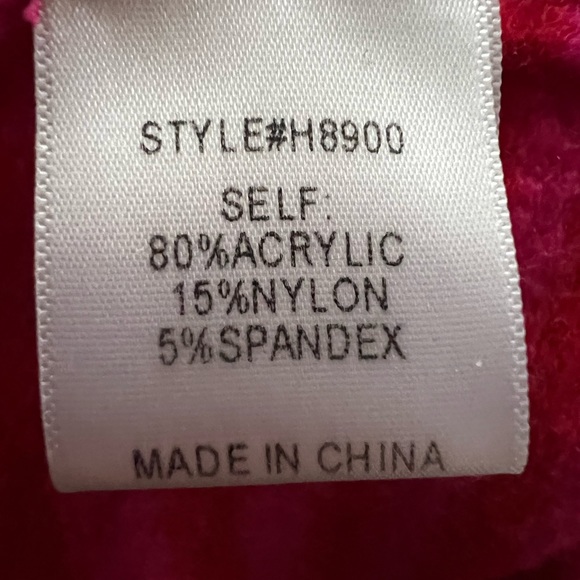 STYLE#H8900
SELF:
80%ACRYLIC
15%NYLON
5%SPANDEX
MADE IN CHINA